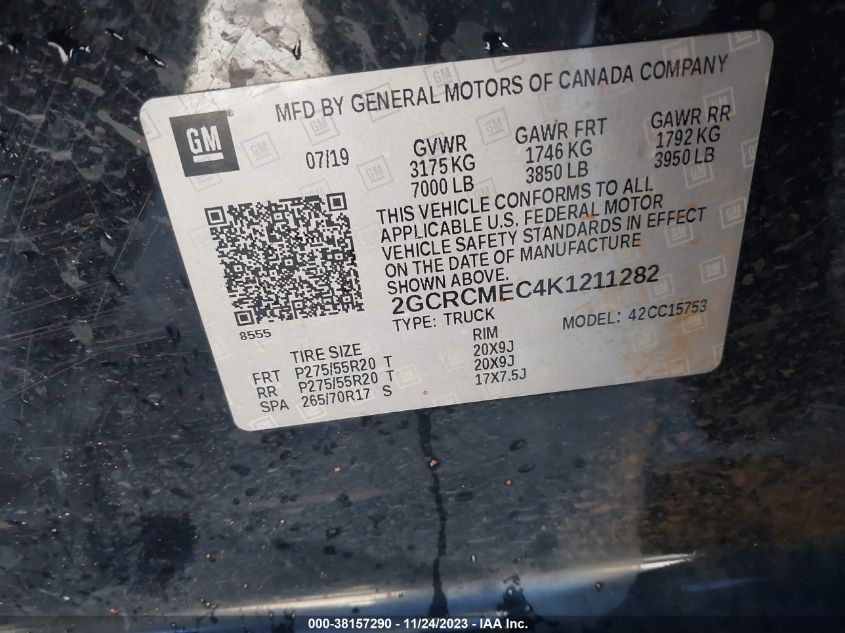 MFD BY GENERAL MOTORS OF CANADA COMPANY
GM
07/19
GVWR GAWR FRT GAWR RR
3175 KG 1746 KG 1792 KG
7000 LB 3850 LB 3950 LB
THIS VEHICLE CONFORMS TO ALL
APPLICABLE U.S. FEDERAL MOTOR
VEHICLE SAFETY STANDARDS IN EFFECT
ON THE DATE OF MANUFACTURE
SHOWN ABOVE.
2GCRCMEC4K1211282
TYPE: TRUCK MODEL: 42CC15753
8555
TIRE SIZE RIM
FRT P275/55R20 T 20X9J
RR P275/55R20 T 20X9J
SPA 265/70R17 S 17X7.5J
000-38157290 - 11/24/2023 - IAA Inc.